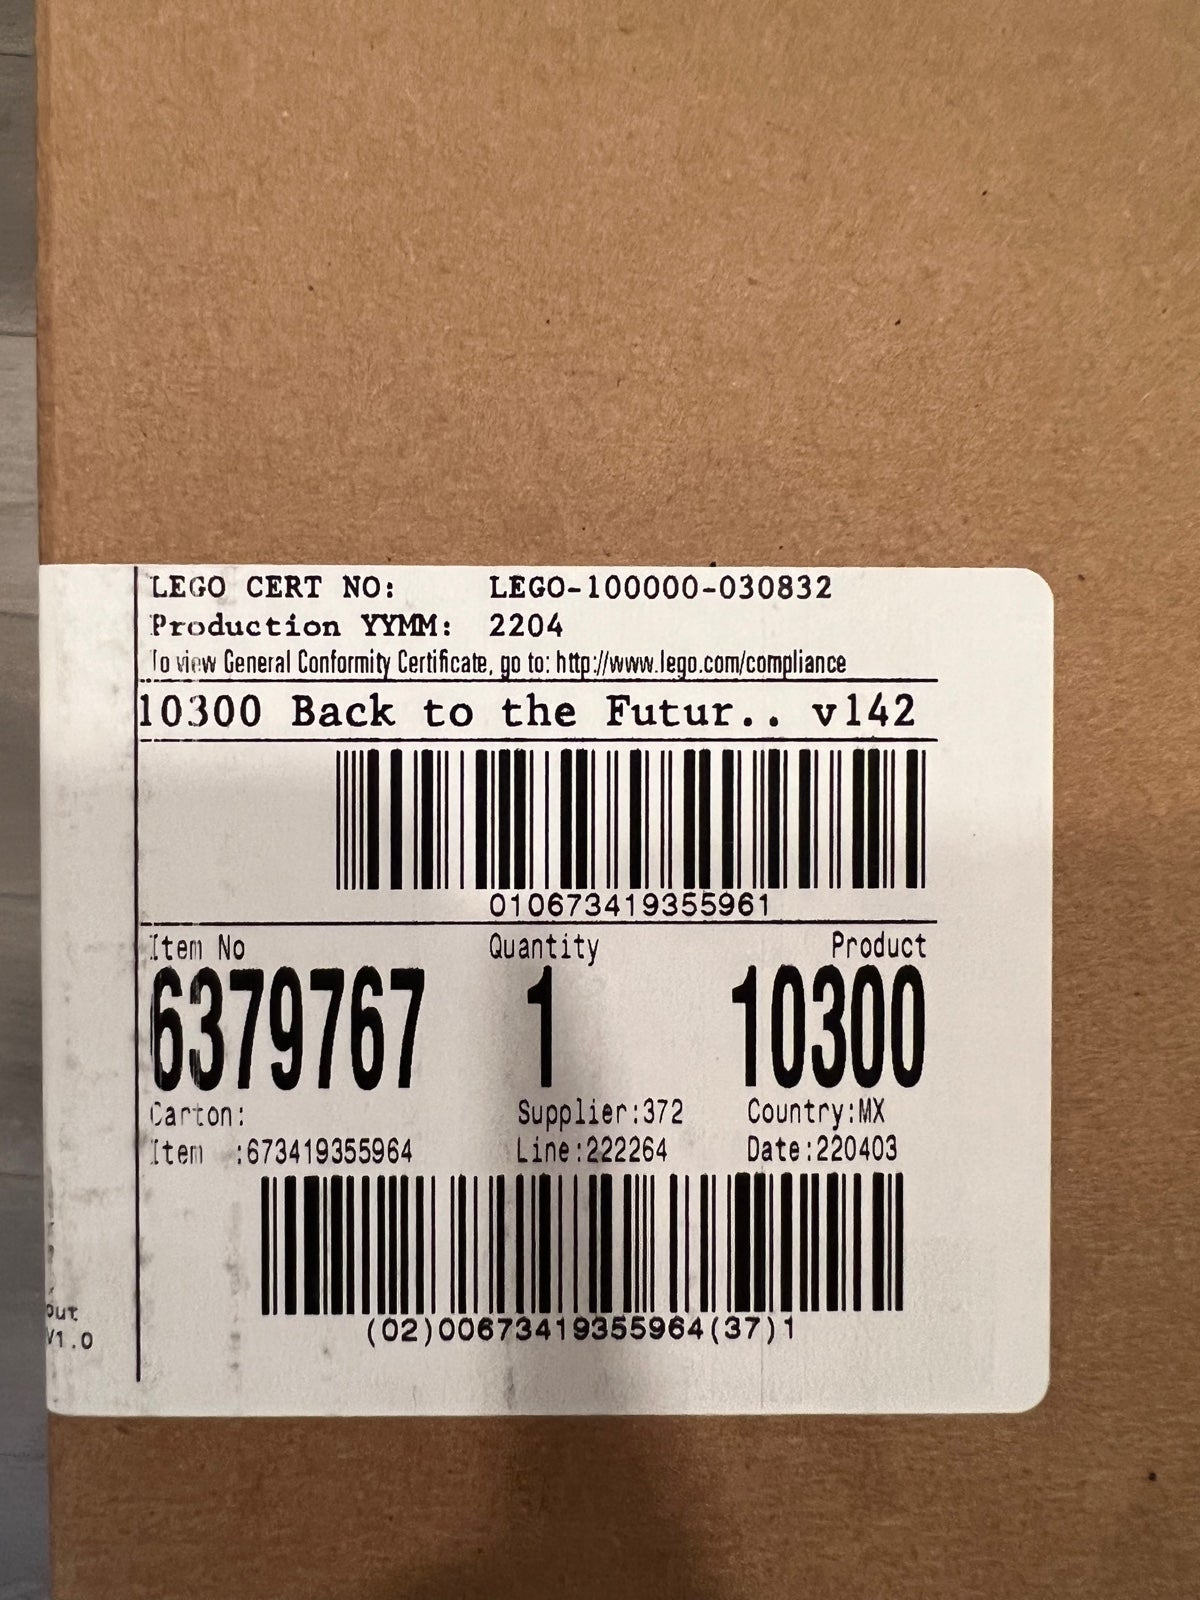 LEGO CERT NO: LEGO-100000-030832
Production YYMM: 2204
To view General Conformity Certificate, go to: http://www.lego.com/compliance
10300 Back to the Futur.. v142
010673419355961
Item No Quantity Product
6379767 1 10300
Carton: Supplier:372 Country:MX
Item :673419355964 Line:222264 Date:220403
(02)00673419355964(37)1
out
V1.0